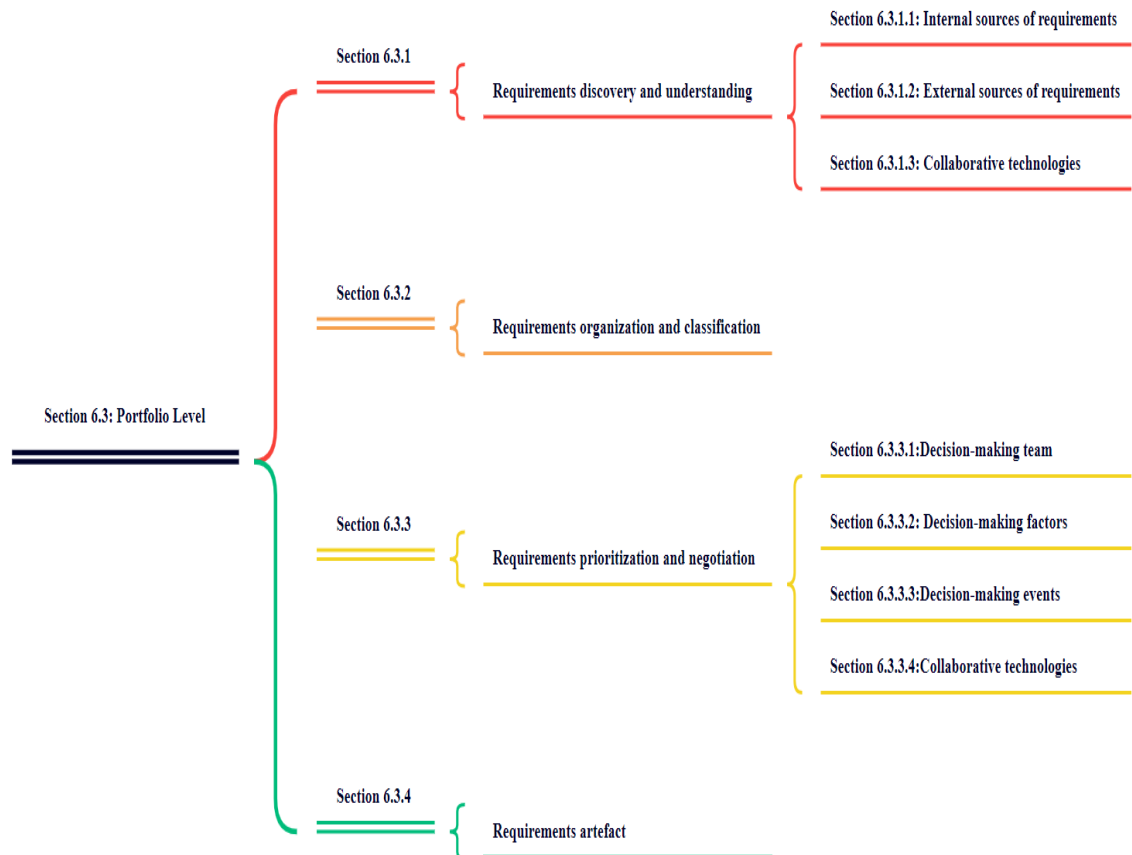 Section 6.3: Portfolio Level
Section 6.3.1
Requirements discovery and understanding
Section 6.3.1.1: Internal sources of requirements
Section 6.3.1.2: External sources of requirements
Section 6.3.1.3: Collaborative technologies
Section 6.3.2
Requirements organization and classification
Section 6.3.3
Requirements prioritization and negotiation
Section 6.3.3.1:Decision-making team
Section 6.3.3.2: Decision-making factors
Section 6.3.3.3:Decision-making events
Section 6.3.3.4:Collaborative technologies
Section 6.3.4
Requirements artefact